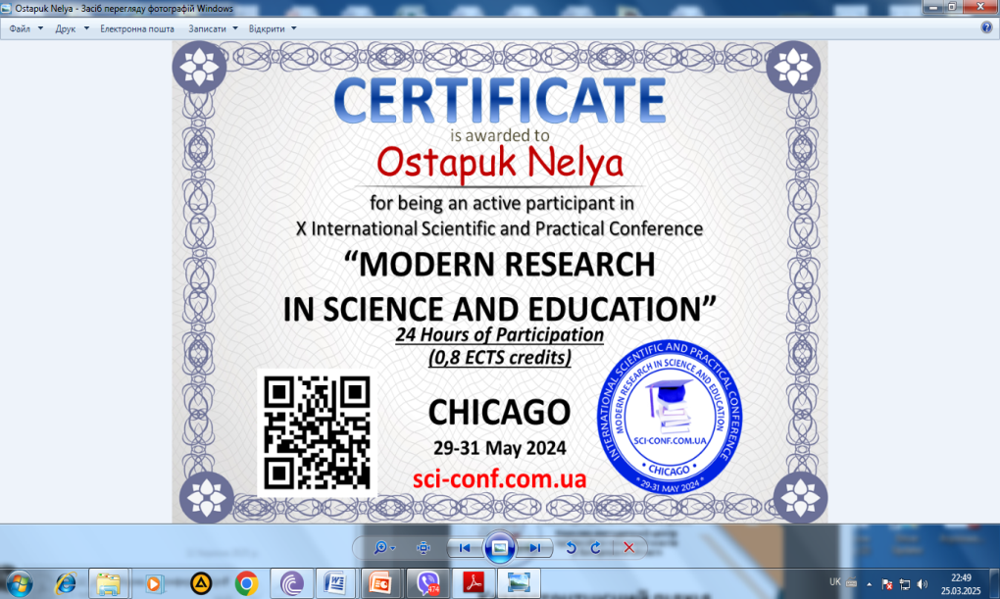 Ostapuk Nelya - Засіб перегляду фотографій Windows
Файл Друк Електронна пошта Записати Відкрити
CERTIFICATE
is awarded to
Ostapuk Nelya
for being an active participant in
X International Scientific and Practical Conference
“MODERN RESEARCH
IN SCIENCE AND EDUCATION”
24 Hours of Participation
(0,8 ECTS credits)
CHICAGO
29-31 May 2024
sci-conf.com.ua
INTERNATIONAL SCIENTIFIC AND PRACTICAL CONFERENCE
MODERN RESEARCH IN SCIENCE AND EDUCATION
SCI-CONF.COM.UA
• CHICAGO •
* 29-31 MAY 2024 *
474
UK
22:49
25.03.2025